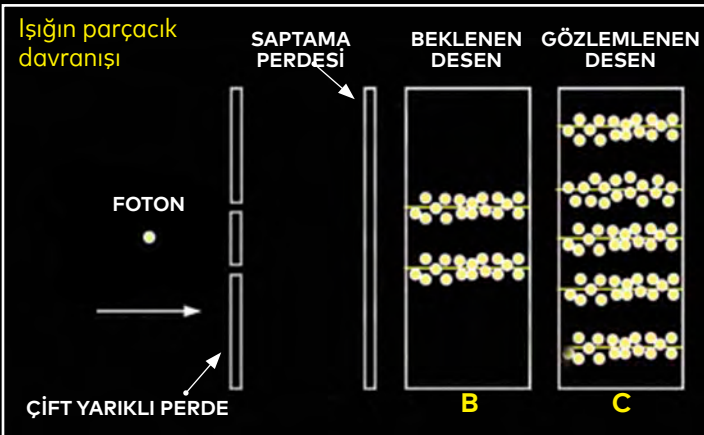 Işığın parçacık
davranışı
SAPTAMA
PERDESİ
BEKLENEN
DESEN
GÖZLEMLENEN
DESEN
FOTON
ÇİFT YARIKLI PERDE
B
C